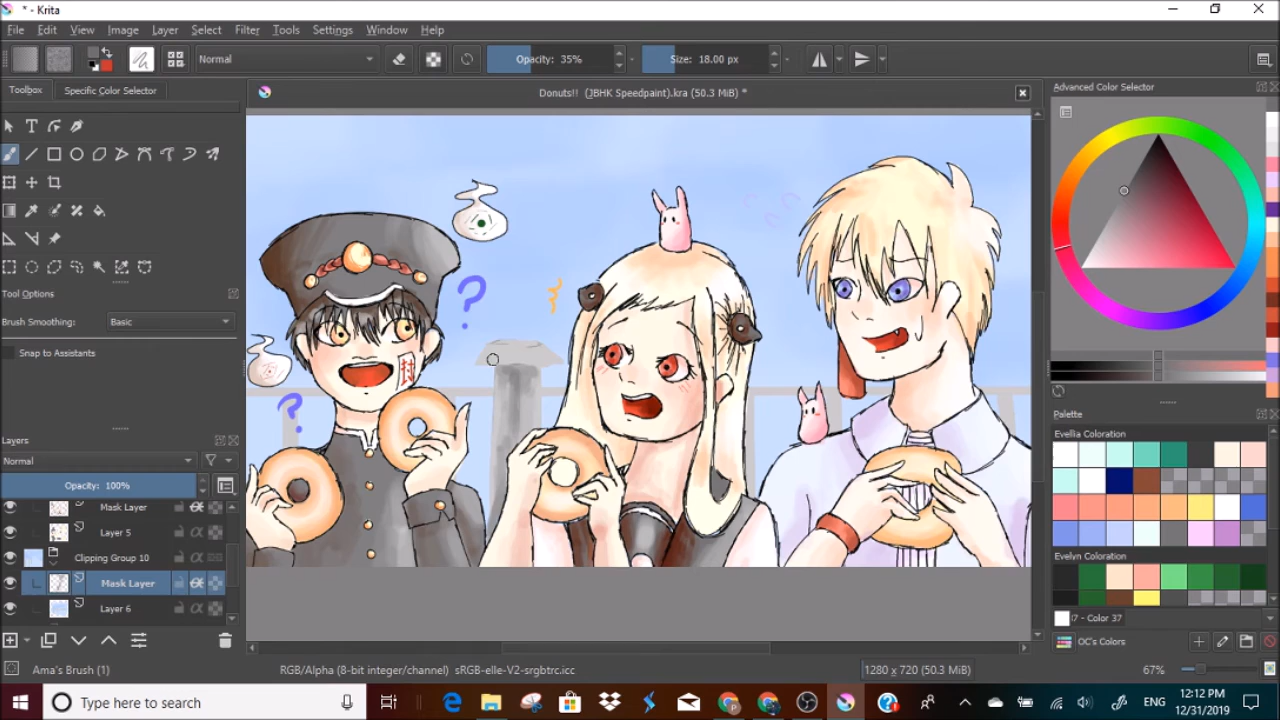 * - Krita
File Edit View Image Layer Select Filter Tools Settings Window Help
Normal Opacity: 35% Size: 18.00 px
Toolbox Specific Color Selector
Donuts!! (JBHK Speedpaint).kra (50.3 MiB) *
Advanced Color Selector
Tool Options
Brush Smoothing: Basic
Snap to Assistants
Layers
Normal
Opacity: 100%
Mask Layer
Layer 5
Clipping Group 10
Mask Layer
Layer 6
?
?
封
Palette
Evellia Coloration
Evelyn Coloration
I7 - Color 37
OC's Colors
Ama's Brush (1)
RGB/Alpha (8-bit integer/channel) sRGB-elle-V2-srgbtrc.icc
1280 x 720 (50.3 MiB)
67%
Type here to search
ENG
12:12 PM
12/31/2019